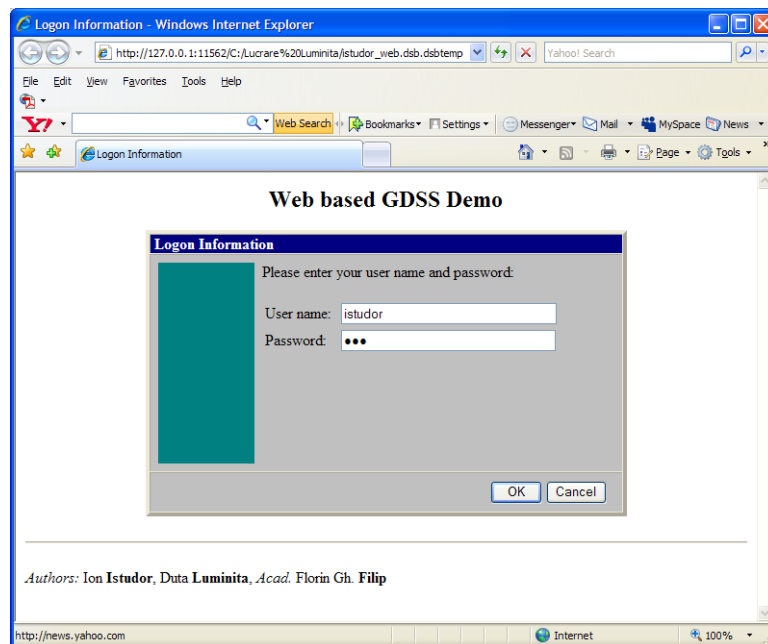 Logon Information - Windows Internet Explorer
http://127.0.0.1:11562/C:/Lucrare%20Luminita/istudor_web.dsb.dsbtemp
Yahoo! Search
File Edit View Favorites Tools Help
Y! Web Search Bookmarks Settings Messenger Mail MySpace News
Logon Information Page Tools
Web based GDSS Demo
Logon Information
Please enter your user name and password:
User name: istudor
Password: •••
OK Cancel
Authors: Ion Istudor, Duta Luminita, Acad. Florin Gh. Filip
http://news.yahoo.com Internet 100%